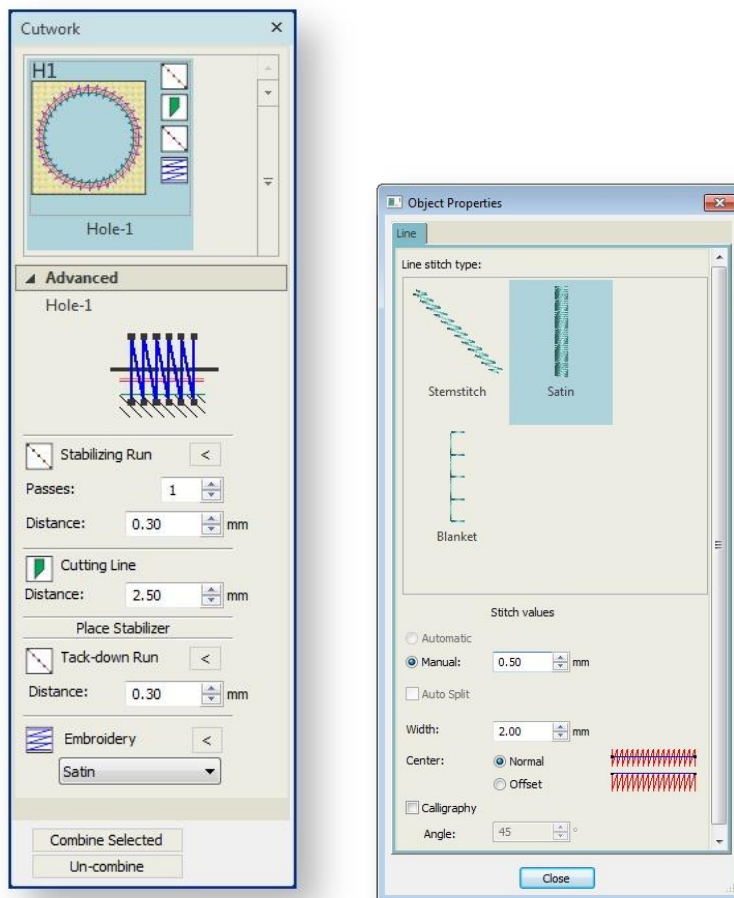 Cutwork
H1
Hole-1
Advanced
Hole-1
Stabilizing Run <
Passes: 1
Distance: 0.30 mm
Cutting Line
Distance: 2.50 mm
Place Stabilizer
Tack-down Run <
Distance: 0.30 mm
Embroidery <
Satin
Combine Selected
Un-combine
Object Properties
Line
Line stitch type:
Stemstitch Satin
Blanket
Stitch values
Automatic
Manual: 0.50 mm
Auto Split
Width: 2.00 mm
Center: Normal
Offset
Calligraphy
Angle: 45 °
Close